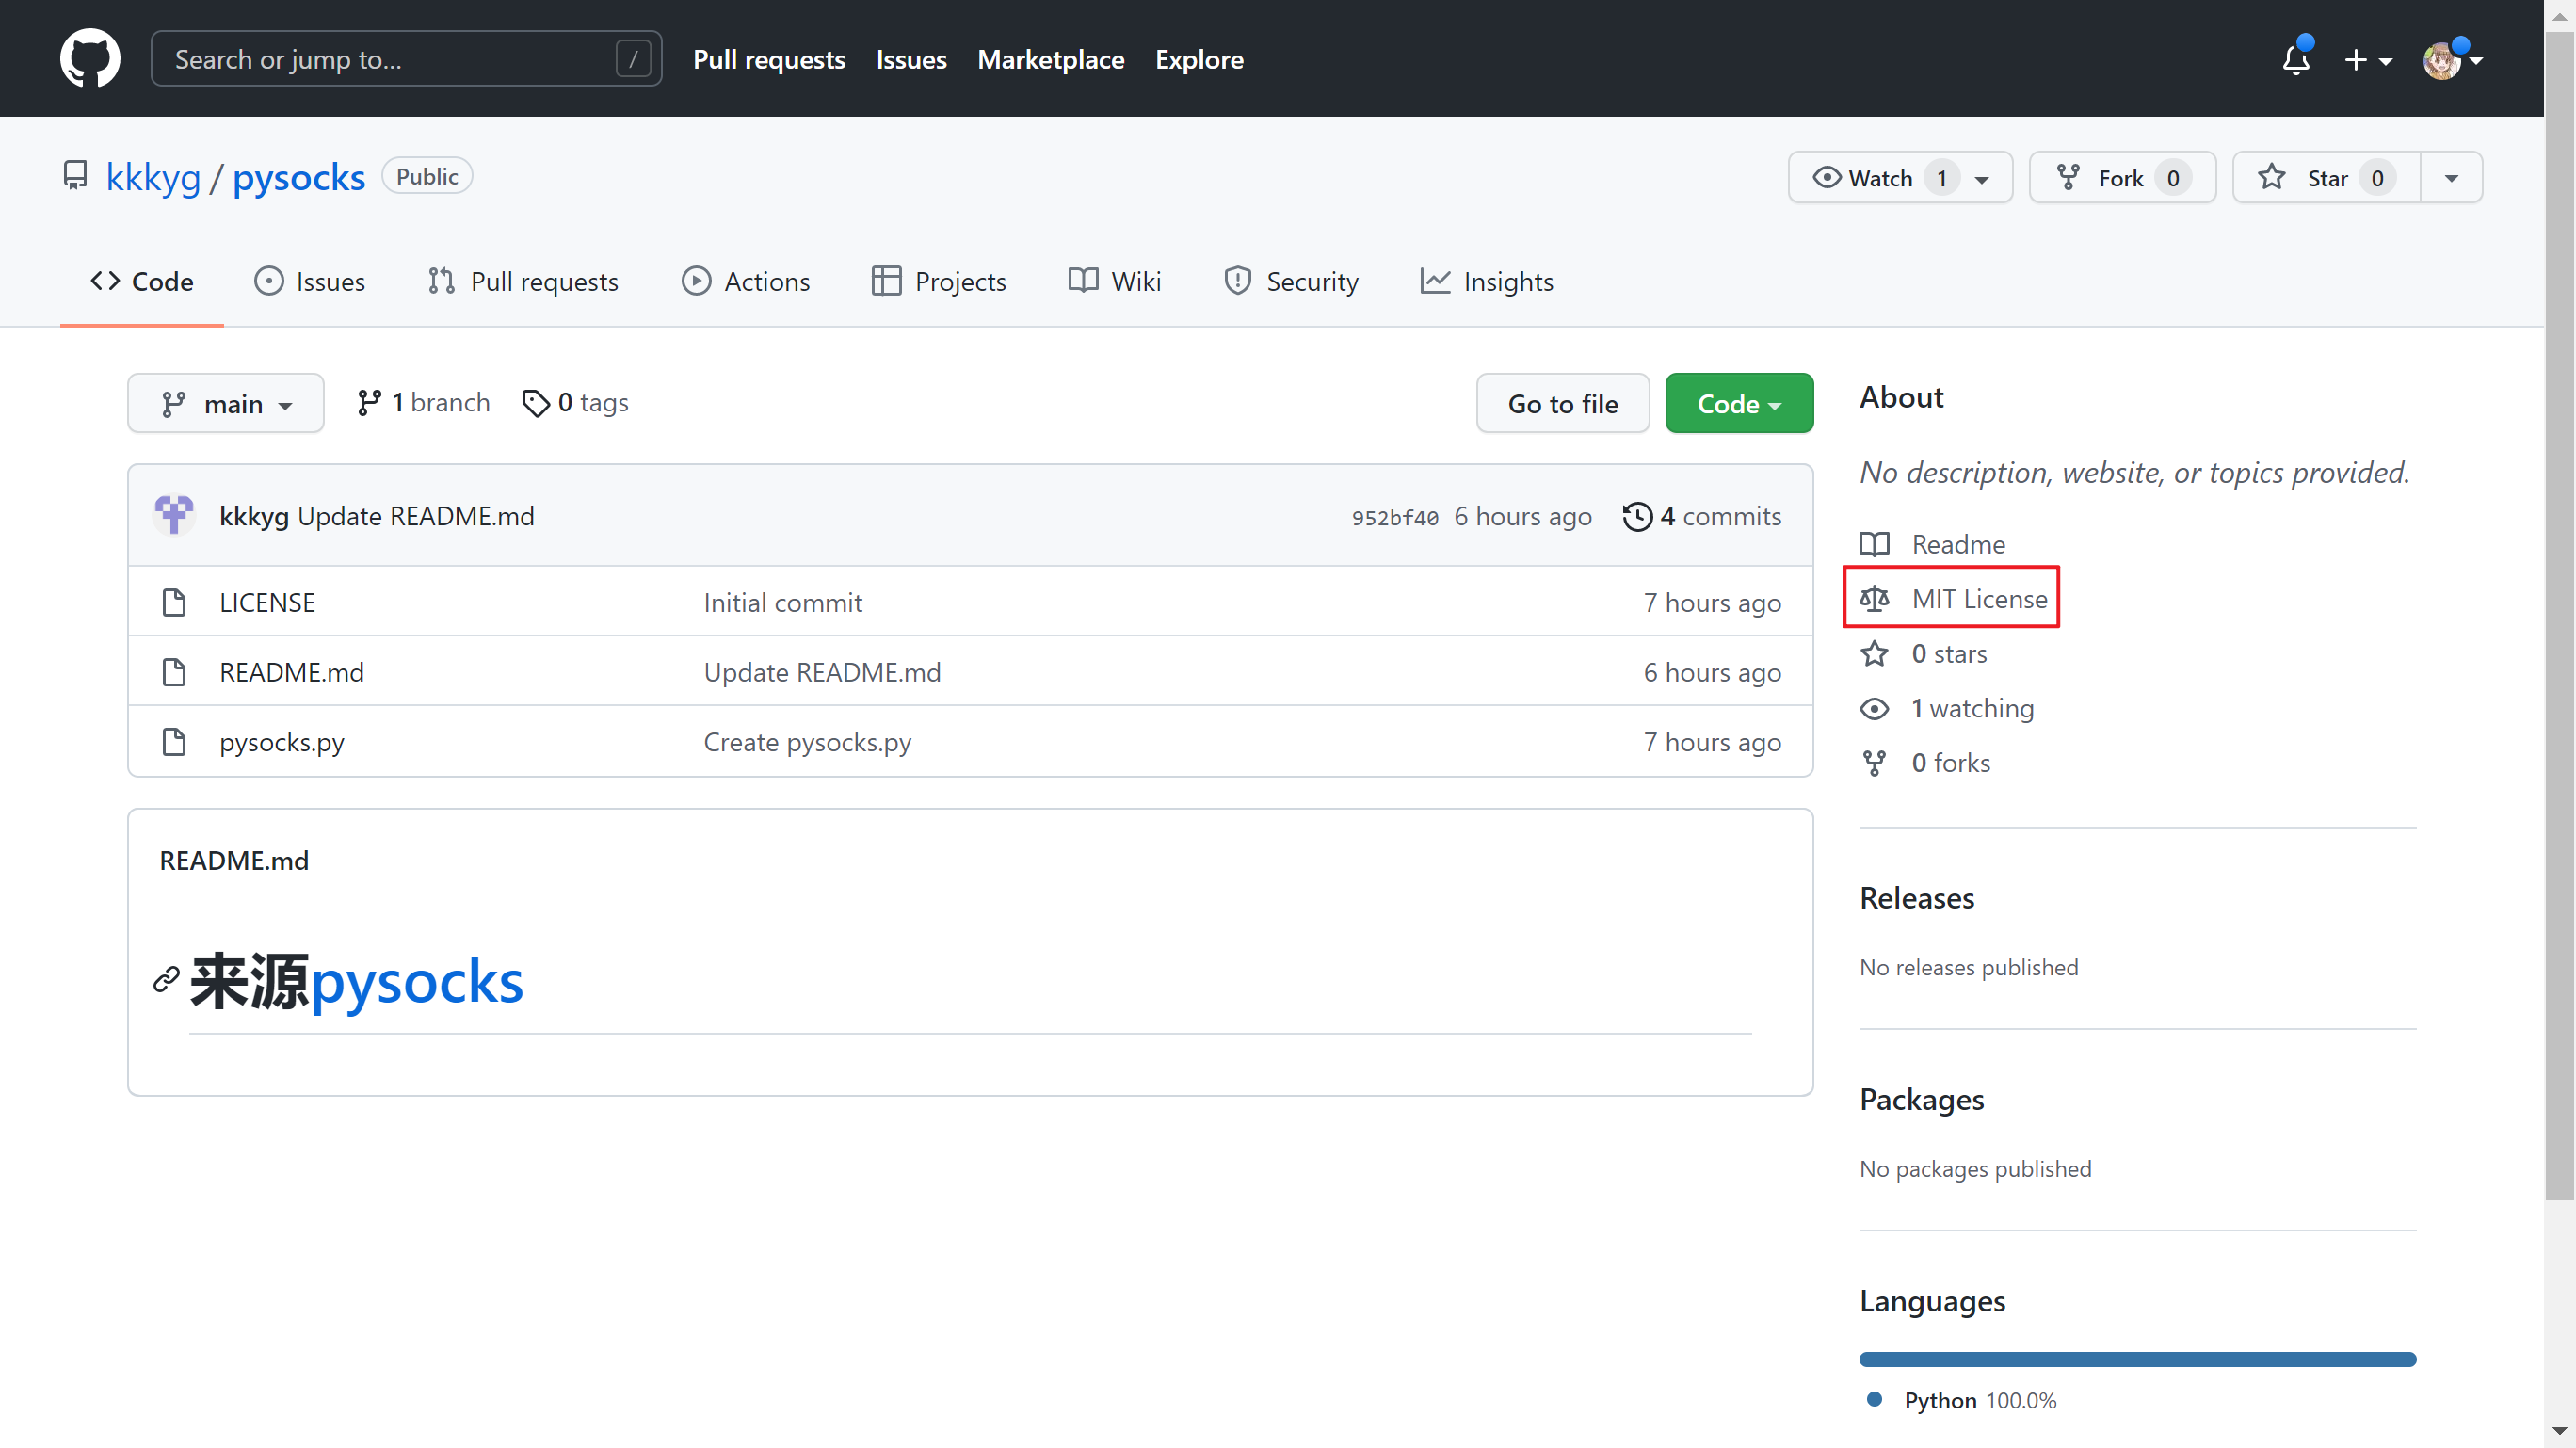 Search or jump to... /
Pull requests Issues Marketplace Explore
kkkyg / pysocks Public
Watch 1 Fork 0 Star 0
Code Issues Pull requests Actions Projects Wiki Security Insights
main 1 branch 0 tags Go to file Code
kkkyg Update README.md 952bf40 6 hours ago 4 commits
LICENSE Initial commit 7 hours ago
README.md Update README.md 6 hours ago
pysocks.py Create pysocks.py 7 hours ago
README.md
来源pysocks
About
No description, website, or topics provided.
Readme
MIT License
0 stars
1 watching
0 forks
Releases
No releases published
Packages
No packages published
Languages
Python 100.0%